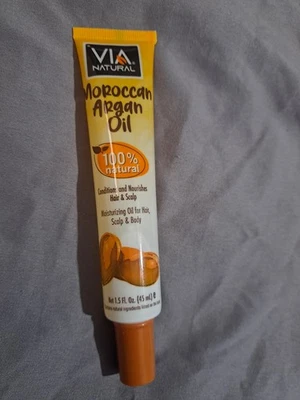 VIA
NATURAL
Moroccan
Argan
Oil
100%
natural
Conditions and Nourishes
Hair & Scalp
Moisturizing Oil for Hair,
Scalp & Body
Net 1.5 Fl. Oz. (45 ml) ℮